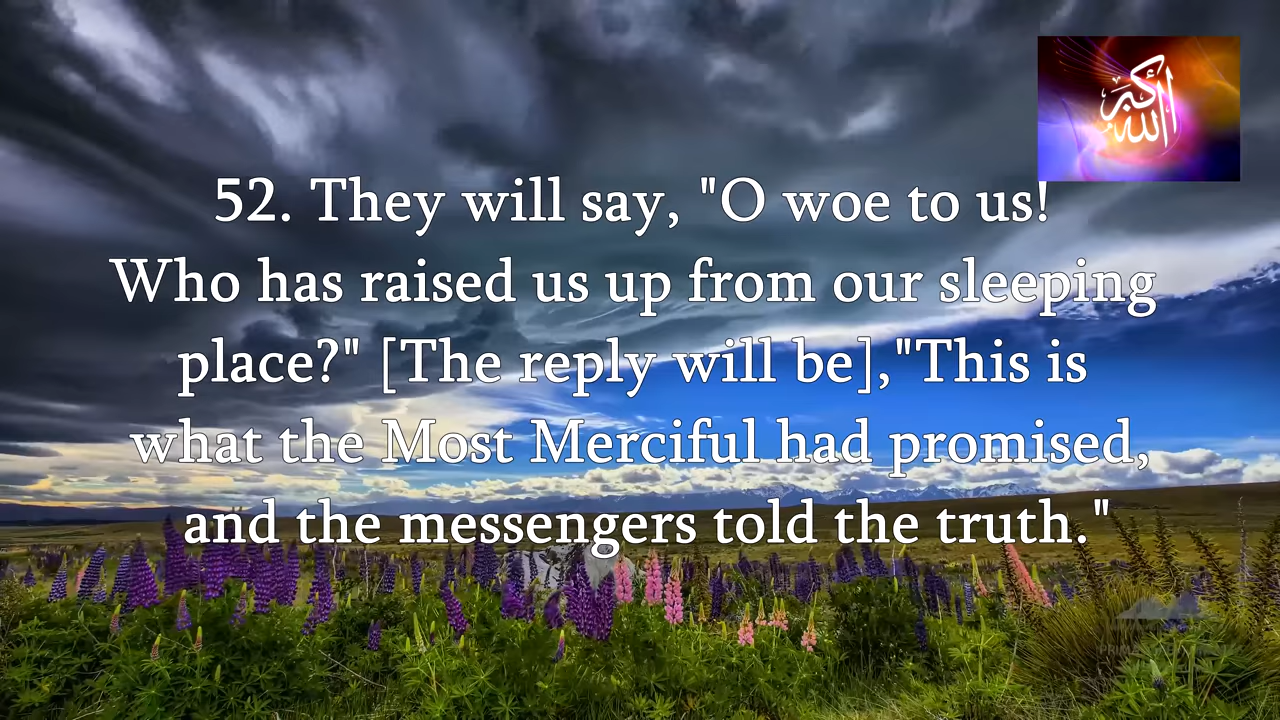 الله أكبر
52. They will say, "O woe to us!
Who has raised us up from our sleeping
place?" [The reply will be], "This is
what the Most Merciful had promised,
and the messengers told the truth."